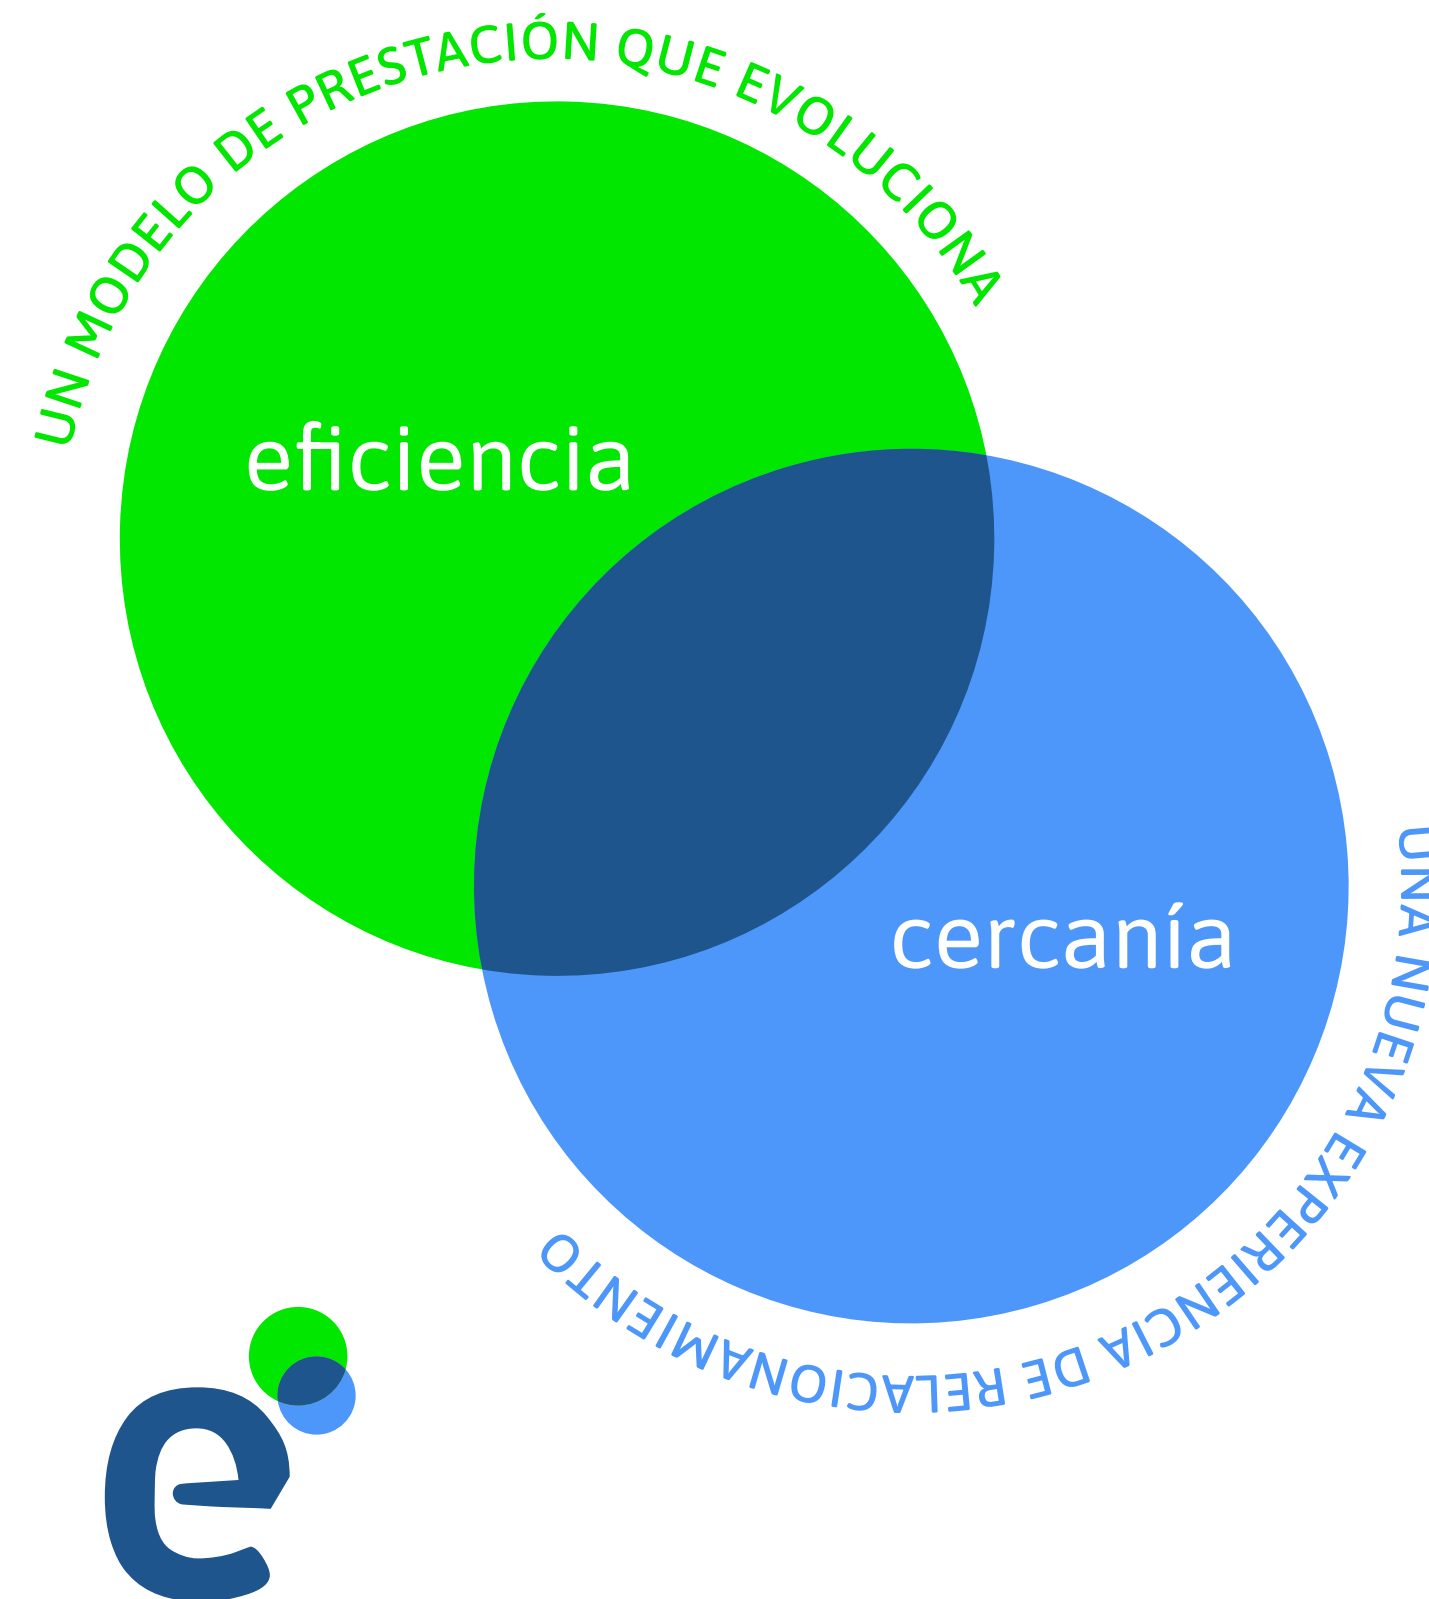 UN MODELO DE PRESTACIÓN QUE EVOLUCIONA
eficiencia
cercanía
UNA NUEVA EXPERIENCIA DE RELACIONAMIENTO
e